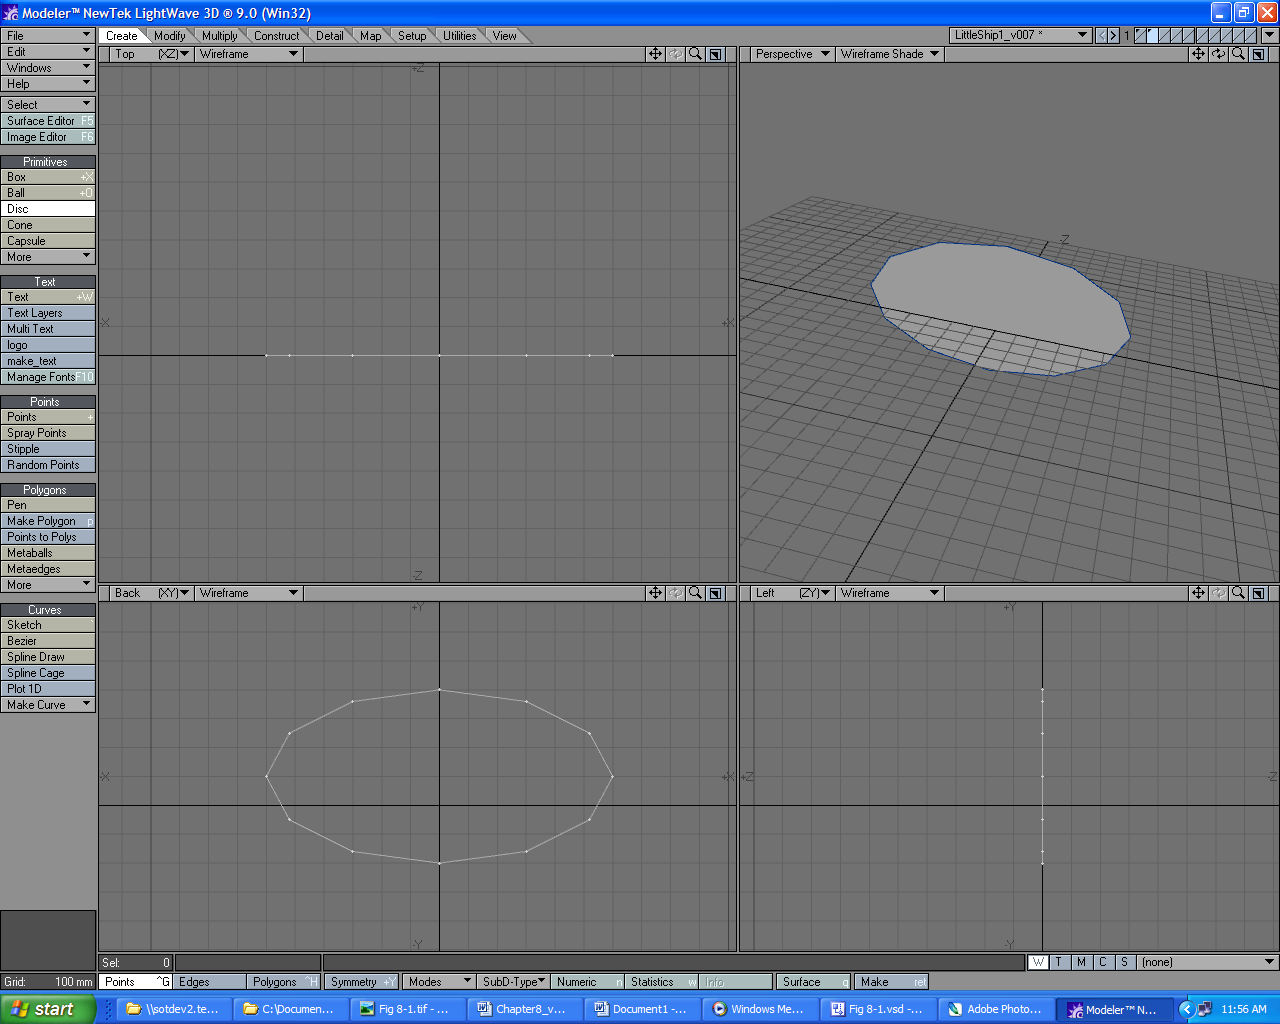 Modeler™ NewTek LightWave 3D ® 9.0 (Win32)
File
Edit
Windows
Help
Create Modify Multiply Construct Detail Map Setup Utilities View
LittleShip1_v007 * 1
Top (XZ) Wireframe
Perspective Wireframe Shade
Select
Surface Editor F5
Image Editor F6
Primitives
Box +X
Ball +O
Disc
Cone
Capsule
More
Text
Text +W
Text Layers
Multi Text
logo
make_text
Manage Fonts F10
Points
Points +
Spray Points
Stipple
Random Points
Polygons
Pen
Make Polygon p
Points to Polys
Metaballs
Metaedges
More
Curves
Sketch `
Bezier
Spline Draw
Spline Cage
Plot 1D
Make Curve
+Z
-X
+X
-Z
-Z
Back (XY) Wireframe
Left (ZY) Wireframe
+Y
-X
+X
-Y
+Y
+Z
-Z
-Y
Sel: 0
W T M C S (none)
Grid: 100 mm
Points ^G Edges Polygons ^H Symmetry +Y Modes SubD-Type Numeric n Statistics w Info Surface q Make ret
start
\\sotdev2.te...
C:\Documen...
Fig 8-1.tif - ...
Chapter8_v...
Document1 -...
Windows Me...
Fig 8-1.vsd -...
Adobe Photo...
Modeler™ N...
11:56 AM